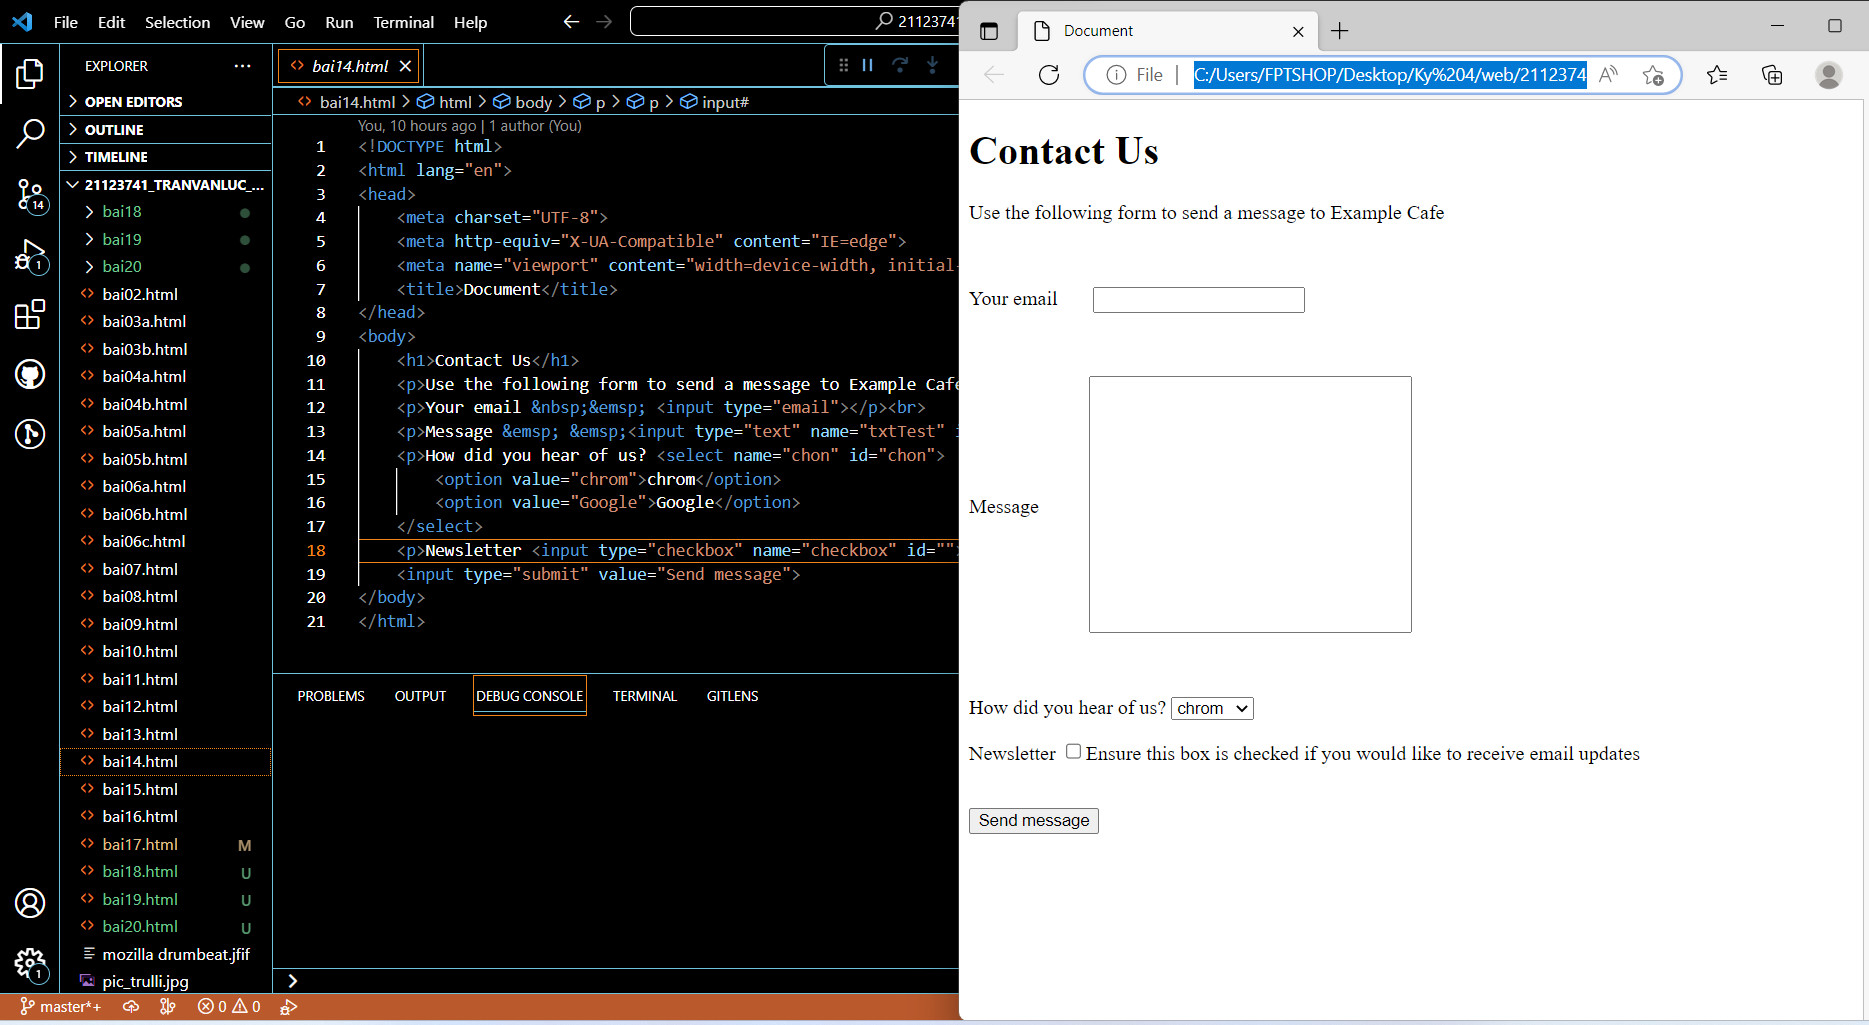 File Edit Selection View Go Run Terminal Help
21123741
EXPLORER
OPEN EDITORS
OUTLINE
TIMELINE
21123741_TRANVANLUC_...
bai18
bai19
bai20
bai02.html
bai03a.html
bai03b.html
bai04a.html
bai04b.html
bai05a.html
bai05b.html
bai06a.html
bai06b.html
bai06c.html
bai07.html
bai08.html
bai09.html
bai10.html
bai11.html
bai12.html
bai13.html
bai14.html
bai15.html
bai16.html
bai17.html M
bai18.html U
bai19.html U
bai20.html U
mozilla drumbeat.jfif
pic_trulli.jpg
14
1
1
bai14.html
bai14.html > html > body > p > p > input#
You, 10 hours ago | 1 author (You)
1 <!DOCTYPE html>
2 <html lang="en">
3 <head>
4 <meta charset="UTF-8">
5 <meta http-equiv="X-UA-Compatible" content="IE=edge">
6 <meta name="viewport" content="width=device-width, initial-
7 <title>Document</title>
8 </head>
9 <body>
10 <h1>Contact Us</h1>
11 <p>Use the following form to send a message to Example Cafe
12 <p>Your email &nbsp;&emsp; <input type="email"></p><br>
13 <p>Message &emsp; &emsp;<input type="text" name="txtTest" i
14 <p>How did you hear of us? <select name="chon" id="chon">
15 <option value="chrom">chrom</option>
16 <option value="Google">Google</option>
17 </select>
18 <p>Newsletter <input type="checkbox" name="checkbox" id="">
19 <input type="submit" value="Send message">
20 </body>
21 </html>
PROBLEMS OUTPUT DEBUG CONSOLE TERMINAL GITLENS
master*+ 0 0
Document
File | C:/Users/FPTSHOP/Desktop/Ky%204/web/2112374
Contact Us
Use the following form to send a message to Example Cafe
Your email
Message
How did you hear of us? chrom
Newsletter Ensure this box is checked if you would like to receive email updates
Send message